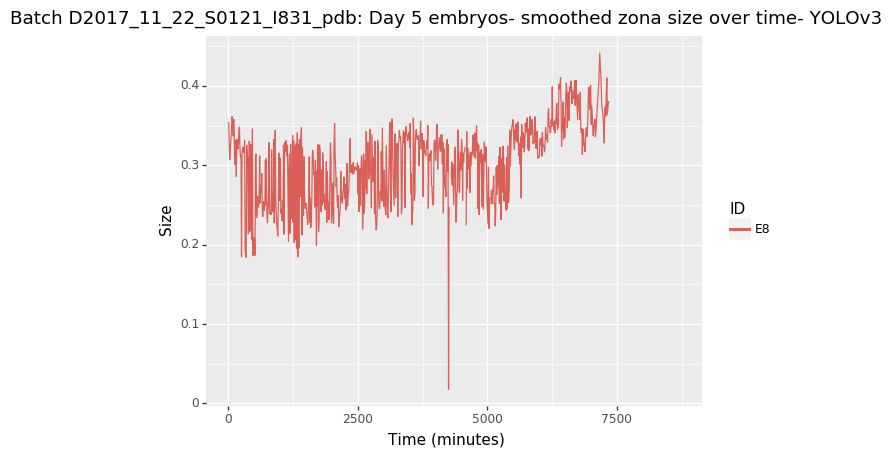 Batch D2017_11_22_S0121_I831_pdb: Day 5 embryos- smoothed zona size over time- YOLOv3
0.4
0.3
0.2
0.1
0
0 2500 5000 7500
Size
Time (minutes)
ID
E8